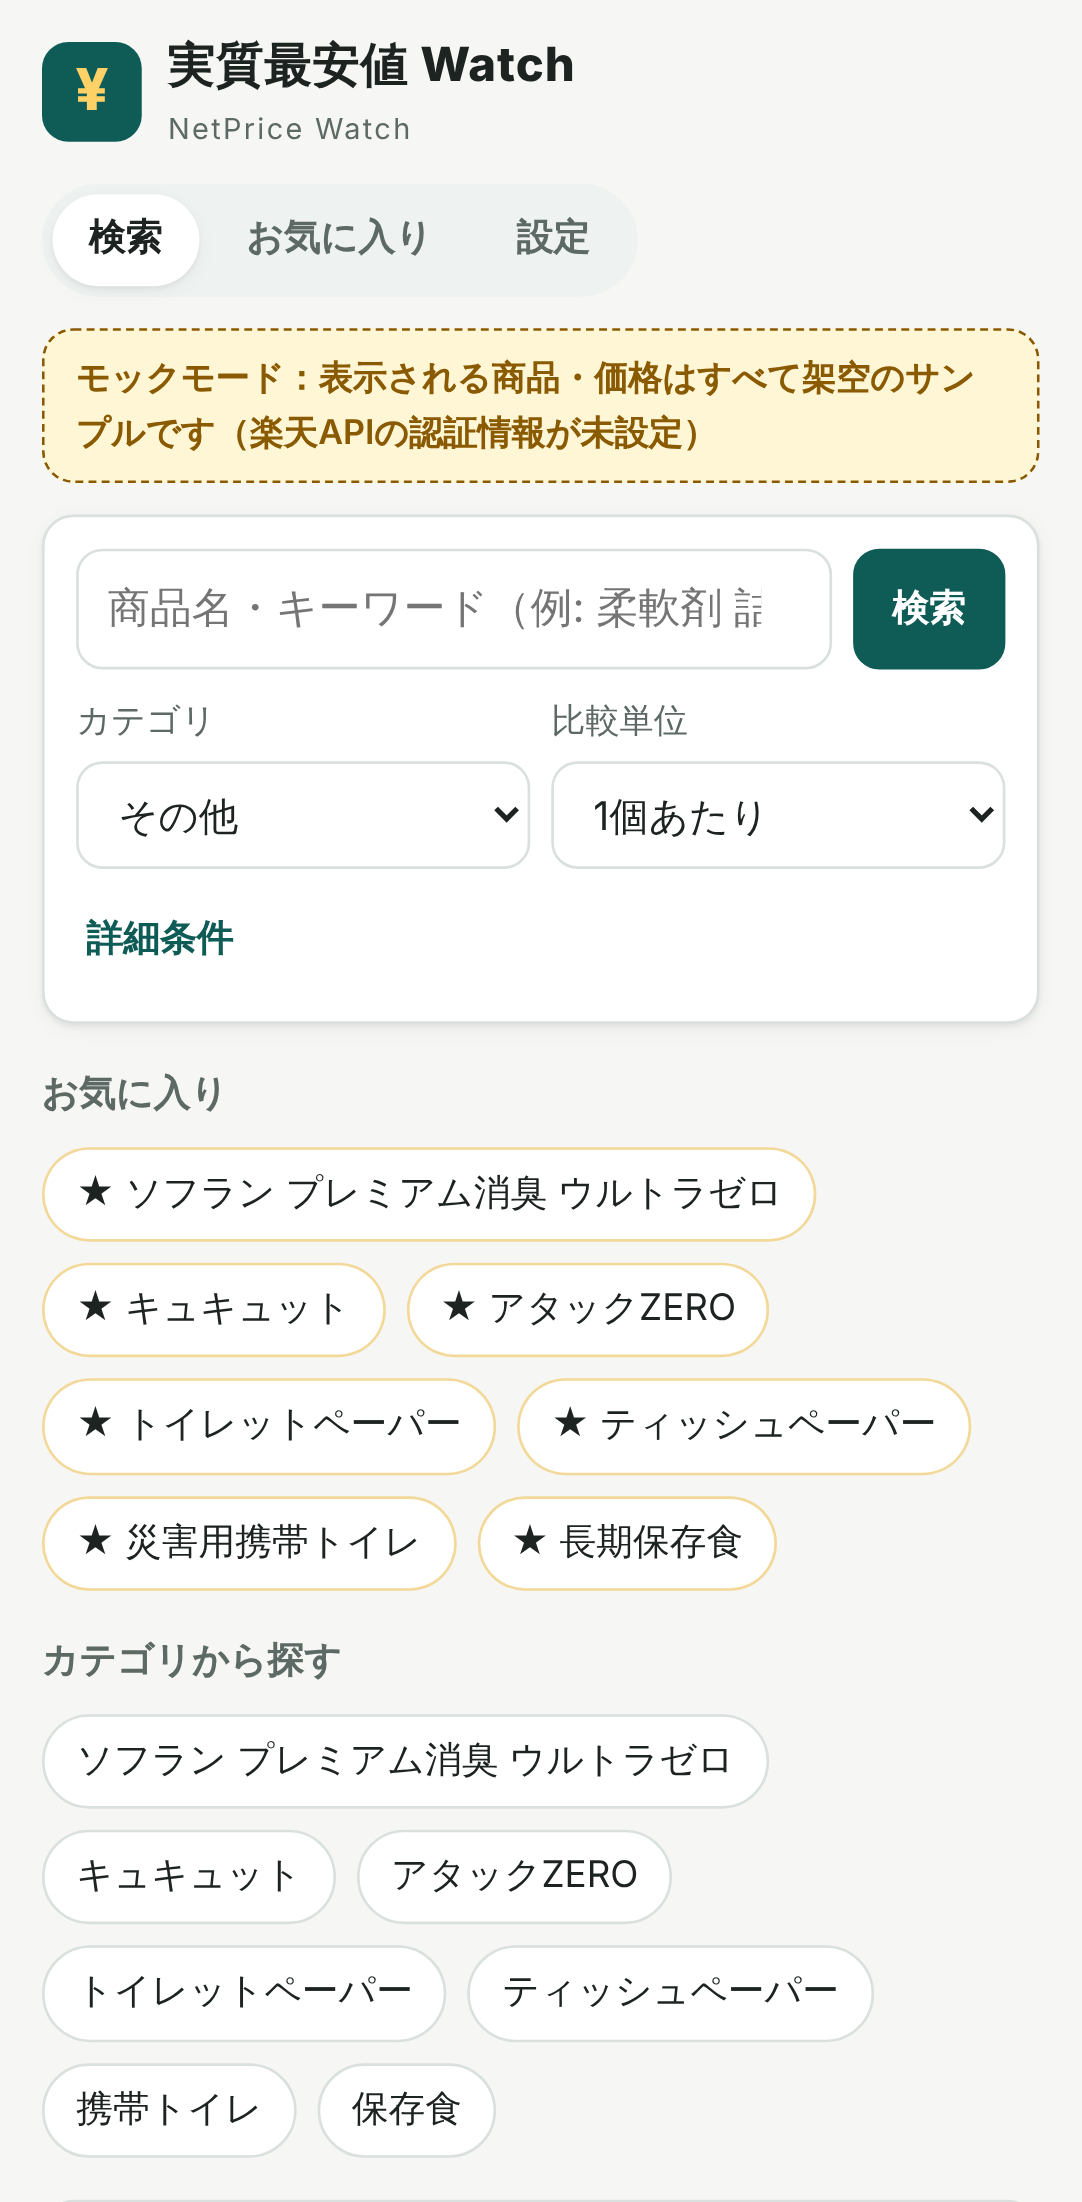 ¥
実質最安値 Watch
NetPrice Watch
検索 お気に入り 設定
モックモード：表示される商品・価格はすべて架空のサン
プルです（楽天APIの認証情報が未設定）
商品名・キーワード（例: 柔軟剤
検索
カテゴリ 比較単位
その他 1個あたり
詳細条件
お気に入り
★ ソフラン プレミアム消臭 ウルトラゼロ
★ キュキュット ★ アタックZERO
★ トイレットペーパー ★ ティッシュペーパー
★ 災害用携帯トイレ ★ 長期保存食
カテゴリから探す
ソフラン プレミアム消臭 ウルトラゼロ
キュキュット アタックZERO
トイレットペーパー ティッシュペーパー
携帯トイレ 保存食